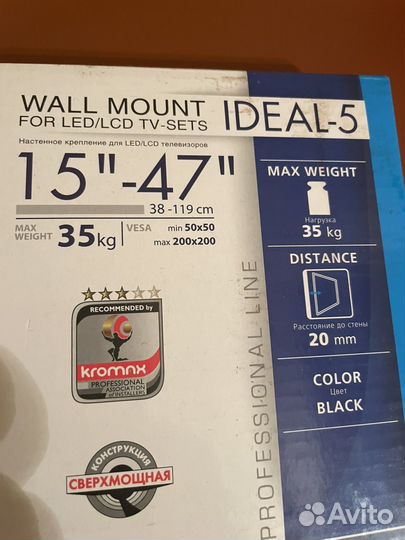 WALL MOUNT
FOR LED/LCD TV-SETS
IDEAL-5
Настенное крепление для LED/LCD телевизоров
15"-47"
38 -119 cm
MAX WEIGHT 35kg
VESA min 50x50
max 200x200
RECOMMENDED by
kromax
PROFESSIONAL
ASSOCIATION
of INSTALLERS
КОНСТРУКЦИЯ
СВЕРХМОЩНАЯ
PROFESSIONAL LINE
MAX WEIGHT
Нагрузка
35 kg
DISTANCE
Расстояние до стены
20 mm
COLOR
Цвет
BLACK
Avito